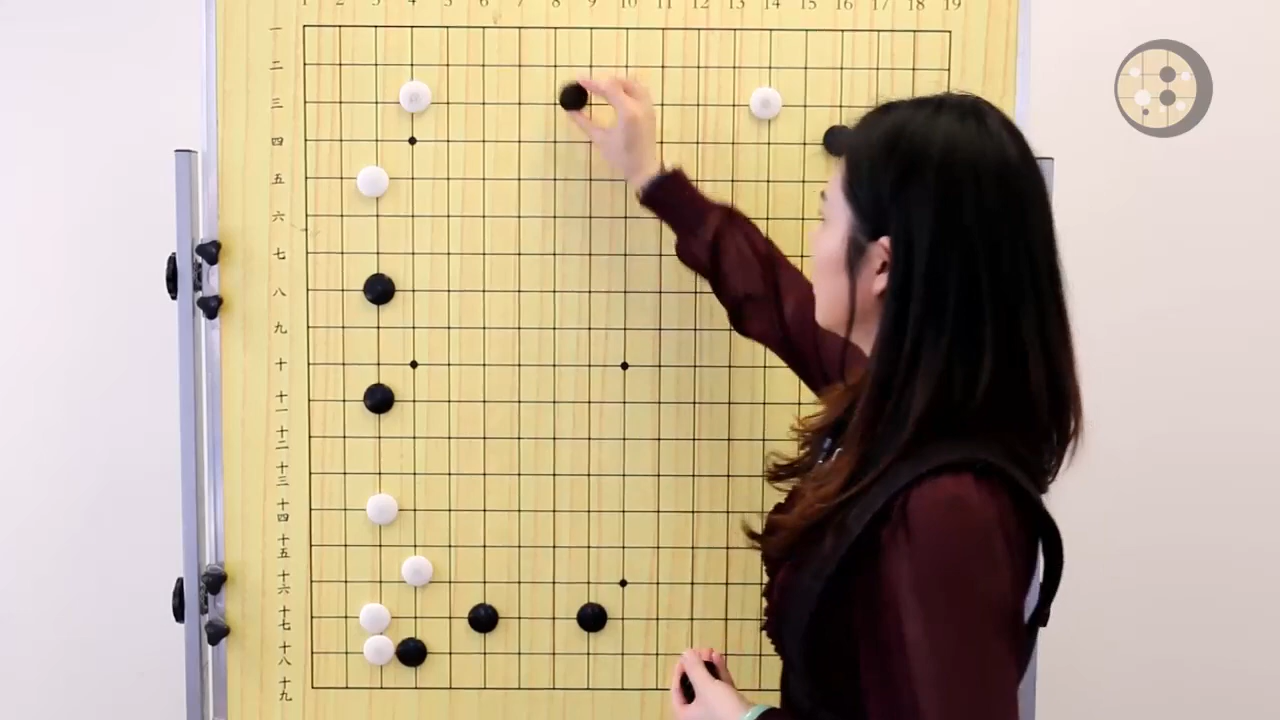 1 2 3 4 5 6 7 8 9 10 11 12 13 14 15 16 17 18 19
一
二
三
四
五
六
七
八
九
十
十一
十二
十三
十四
十五
十六
十七
十八
十九